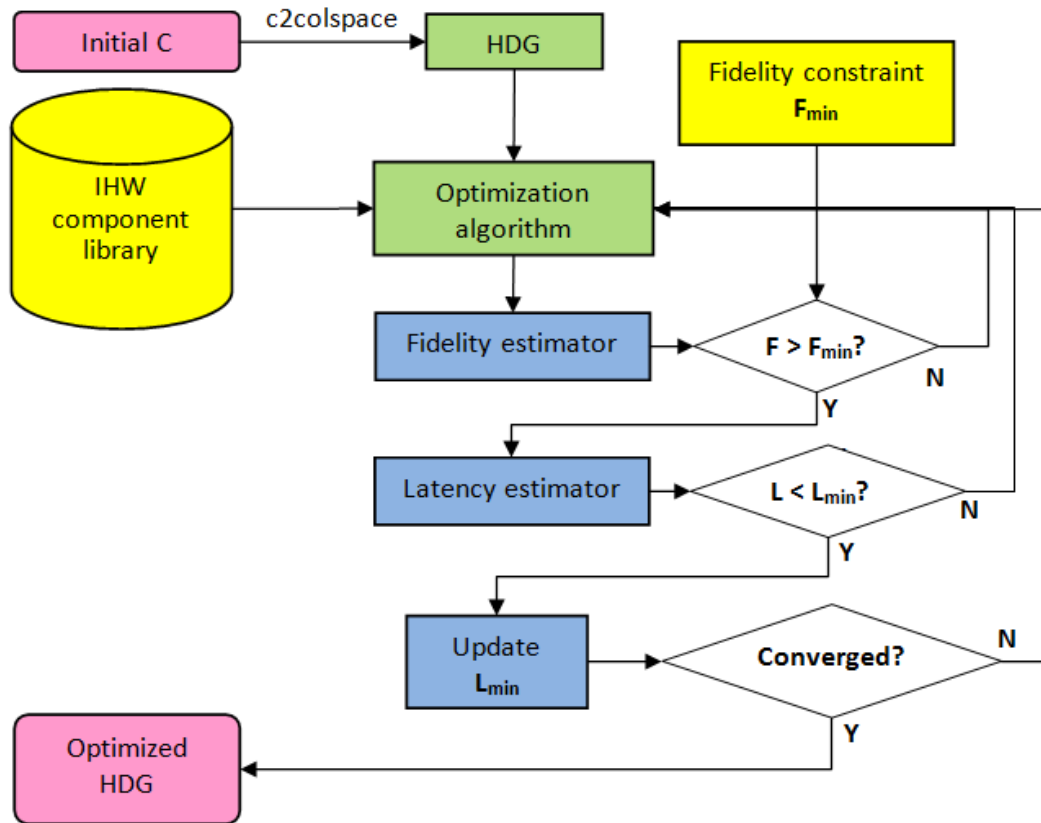 c2colspace
Initial C
HDG
Fidelity constraint
Fmin
IHW
component
library
Optimization
algorithm
Fidelity estimator
F > Fmin?
N
Y
Latency estimator
L < Lmin?
N
Y
Update
Lmin
Converged?
N
Y
Optimized
HDG